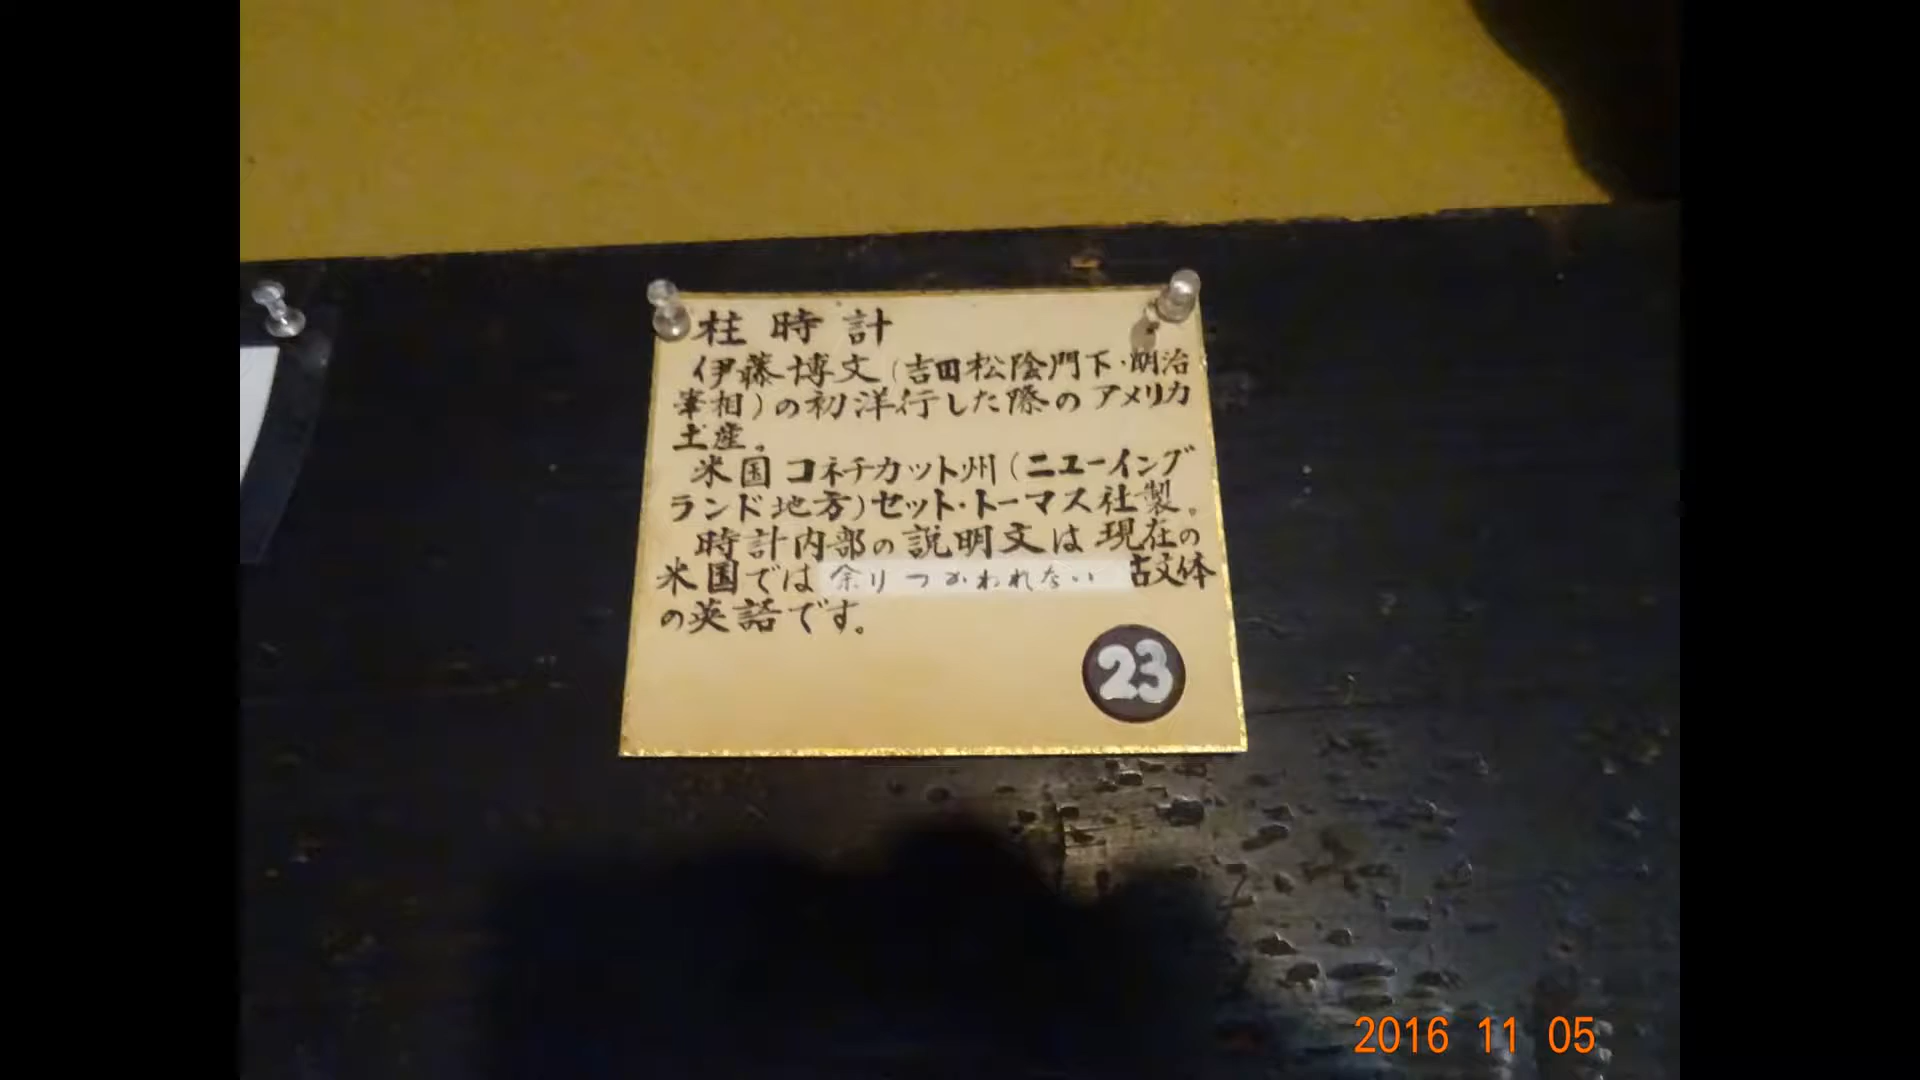 柱時計
伊藤博文(吉田松陰門下・明治
宰相)の初洋行した際のアメリカ
土産。
米国コネチカット州(ニューイング
ランド地方)セット・トーマス社製。
時計内部の説明文は現在の
米国では余りつかわれない古文体
の英語です。
23
2016 11 05